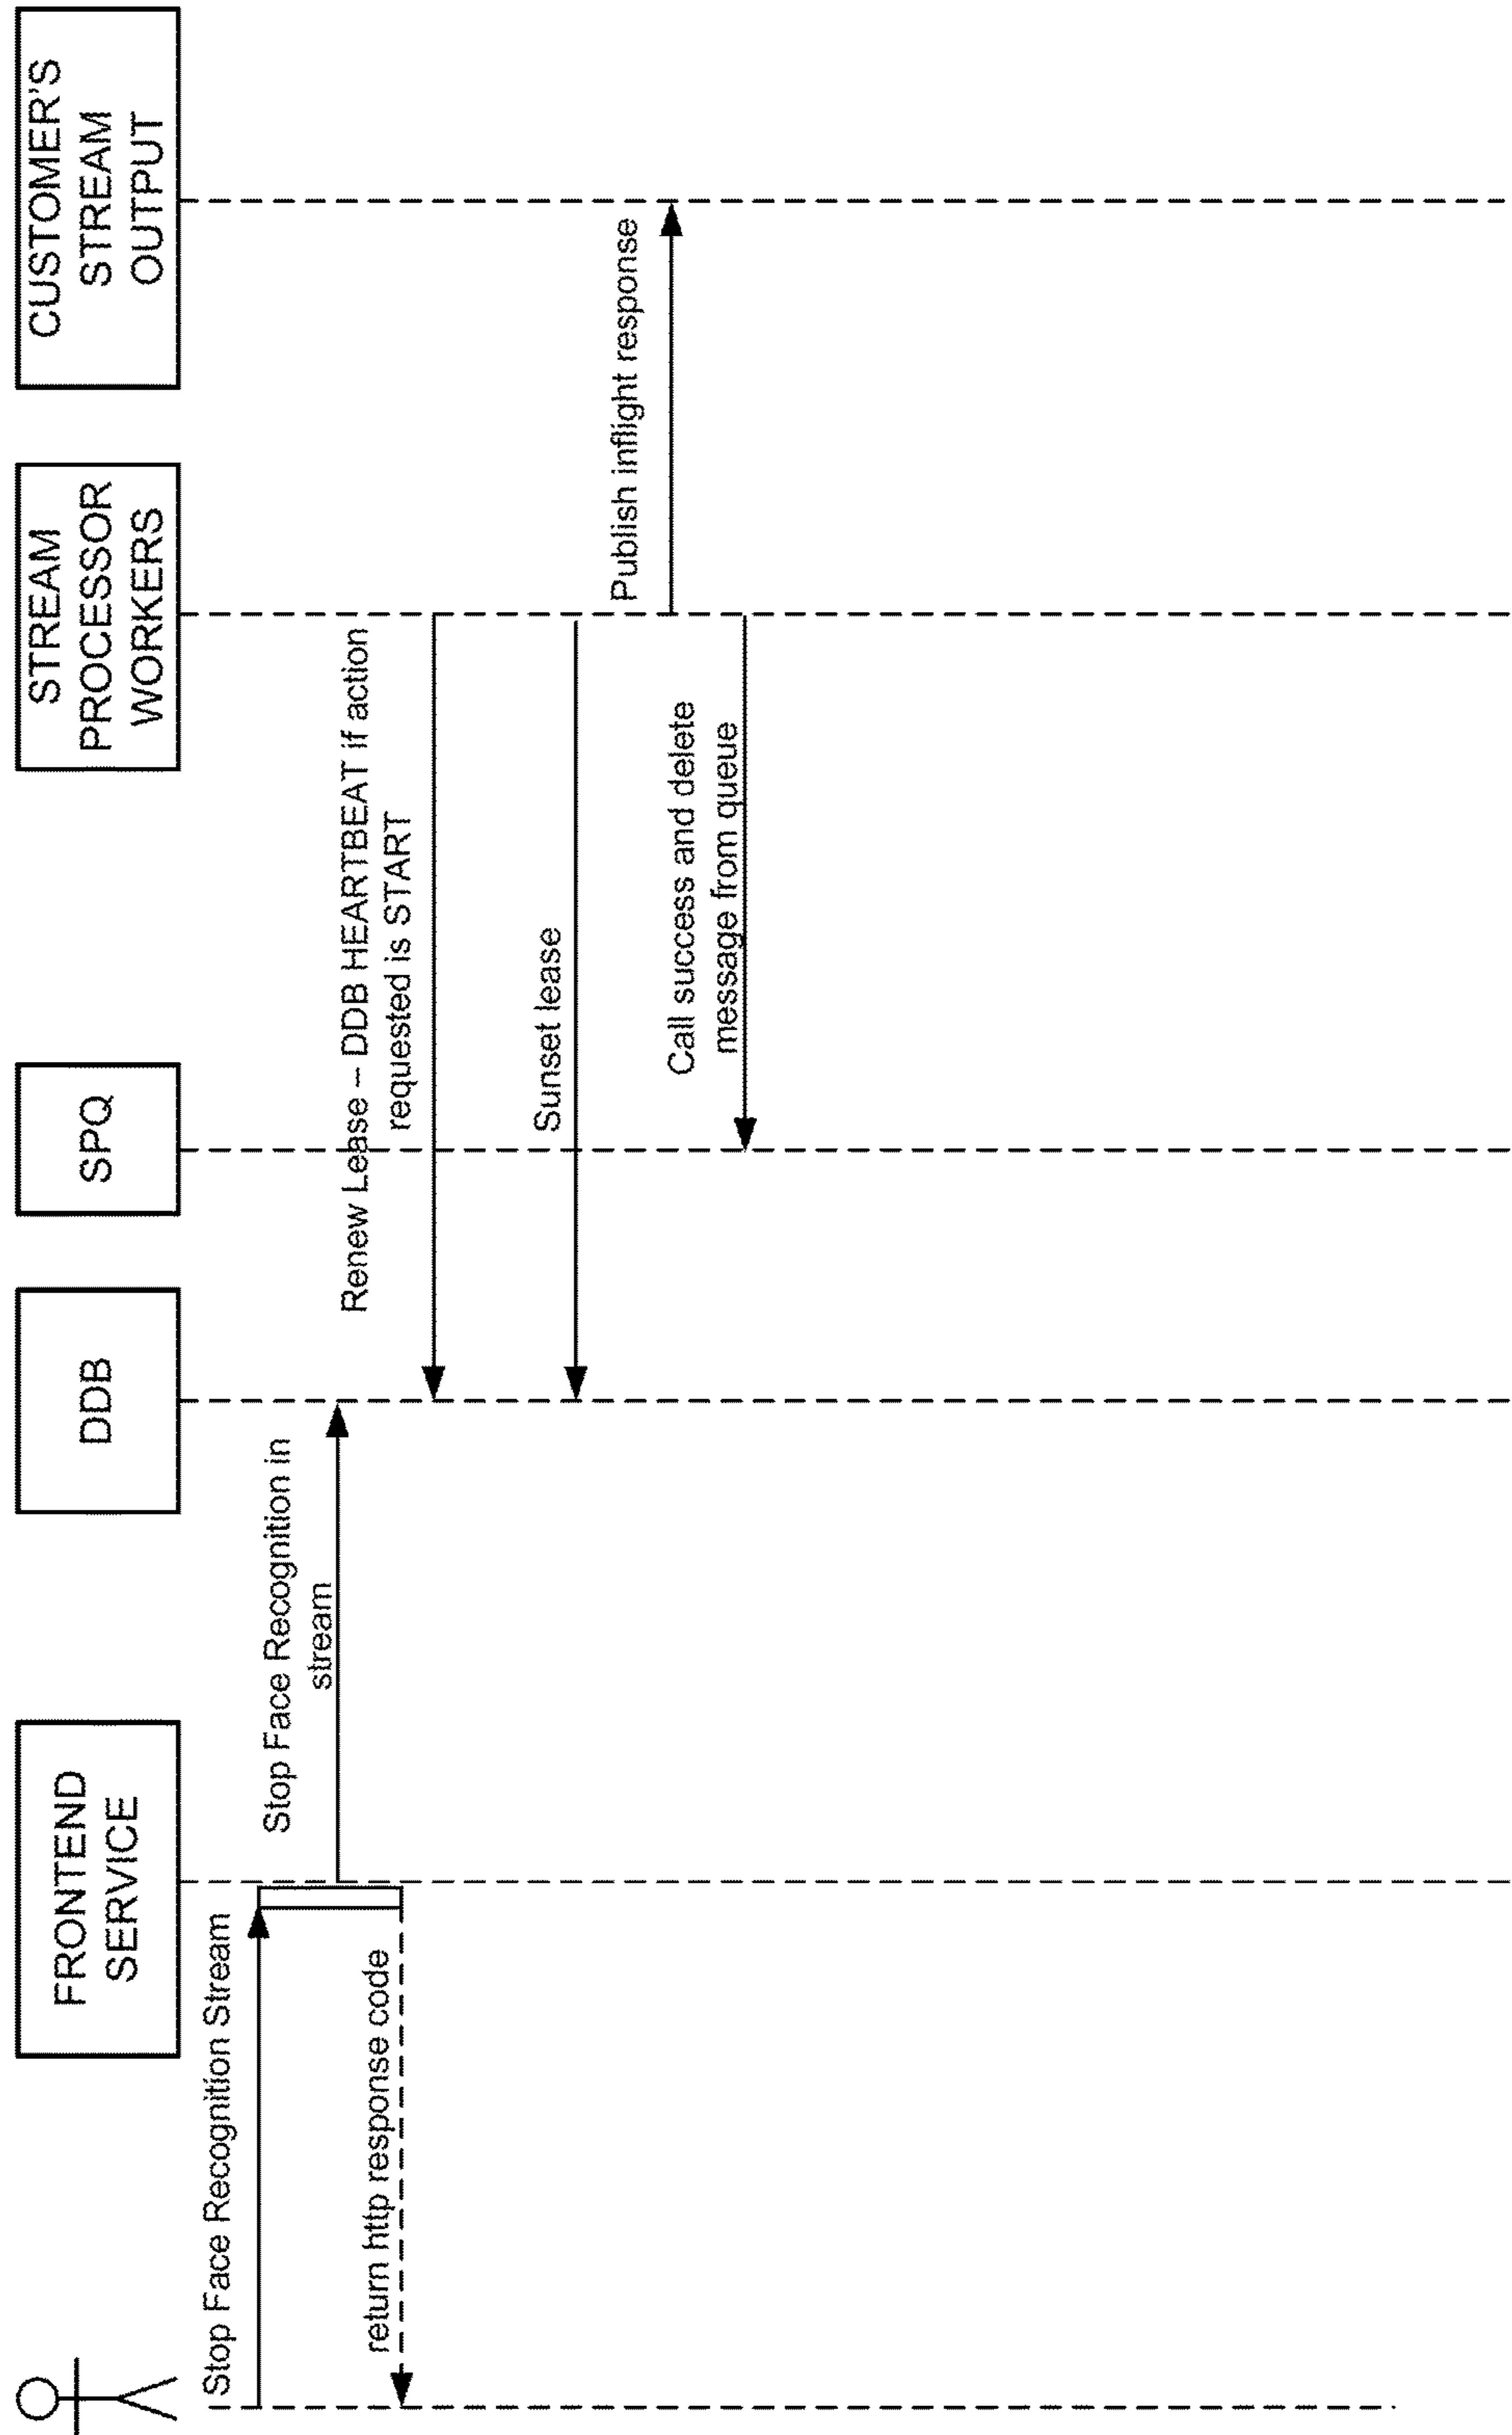 FRONTEND
SERVICE
DDB
SPQ
STREAM
PROCESSOR
WORKERS
CUSTOMER'S
STREAM
OUTPUT
Stop Face Recognition Stream
Stop Face Recognition in
stream
Renew Lease – DDB HEARTBEAT if action
requested is START
return http response code
Sunset lease
Publish inflight response
Call success and delete
message from queue